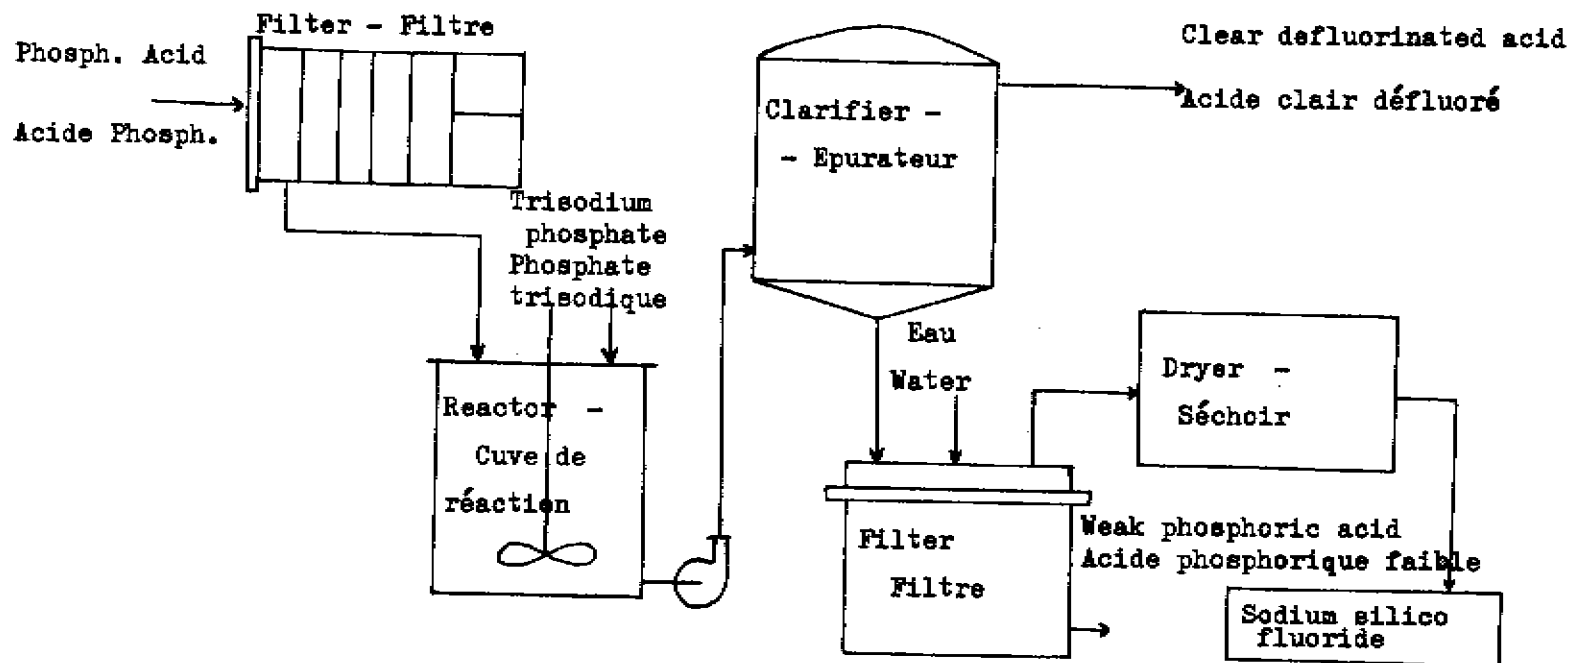 Filter - Filtre
Phosph. Acid
Acide Phosph.
Trisodium
phosphate
Phosphate
trisodique
Reactor -
Cuve de
réaction
Clarifier -
- Epurateur
Clear defluorinated acid
Acide clair défluoré
Eau
Water
Filter
Filtre
Dryer -
Séchoir
Weak phosphoric acid
Acide phosphorique faible
Sodium silico
fluoride